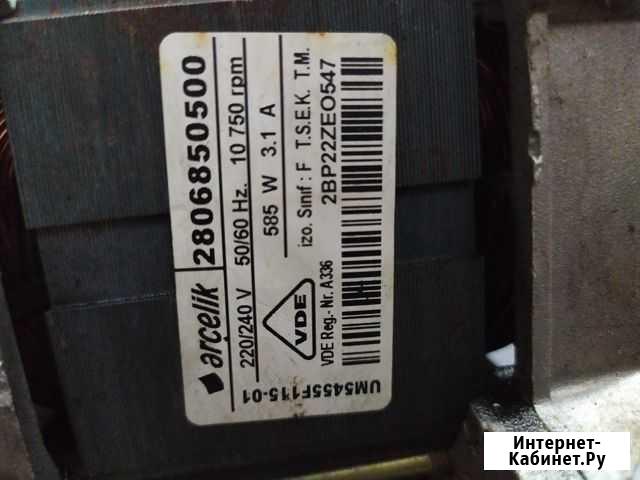 arçelik 2806850500
220/240 V 50/60 Hz. 10 750 rpm
585 W 3.1 A
VDE
izo. Sinif : F T.S.E.K. T.M.
VDE Reg.- Nr. A336 2BP22ZEO547
UM5455F115-01
Интернет-
Кабинет.Ру